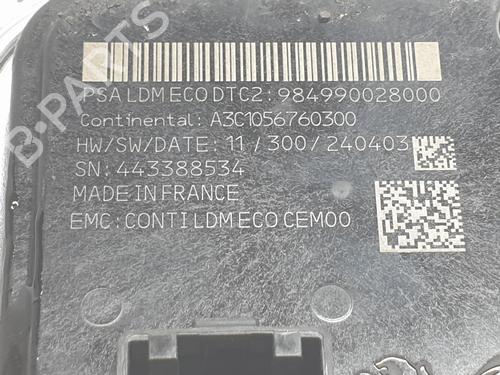 PSA LDM ECO DTC2: 984990028000
Continental: A3C1056760300
HW/SW/DATE: 11/300/240403
SN: 443388534
MADE IN FRANCE
EMC: CONTI LDM ECO CEM00
B-PARTS